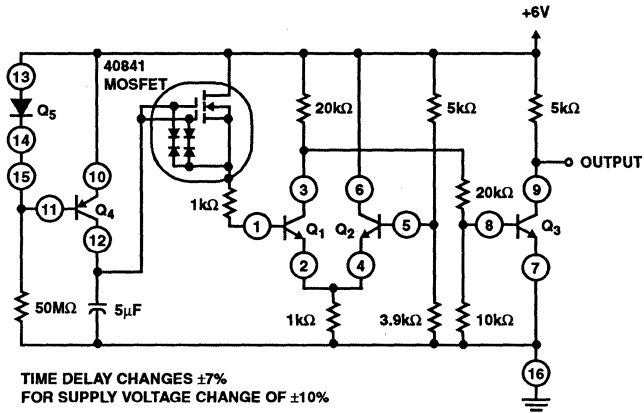 +6V
40841
MOSFET
13
Q5
20kΩ
5kΩ
5kΩ
14
OUTPUT
15
10
1kΩ
3
6
20kΩ
9
11
Q4
1
Q1
Q2
5
8
Q3
12
2
4
7
50MΩ
5μF
1kΩ
3.9kΩ
10kΩ
16
TIME DELAY CHANGES ±7%
FOR SUPPLY VOLTAGE CHANGE OF ±10%